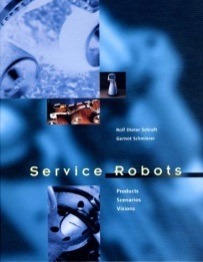 Rolf Dieter Schraft
Gernot Schmierer
Service Robots
Products
Scenarios
Visions